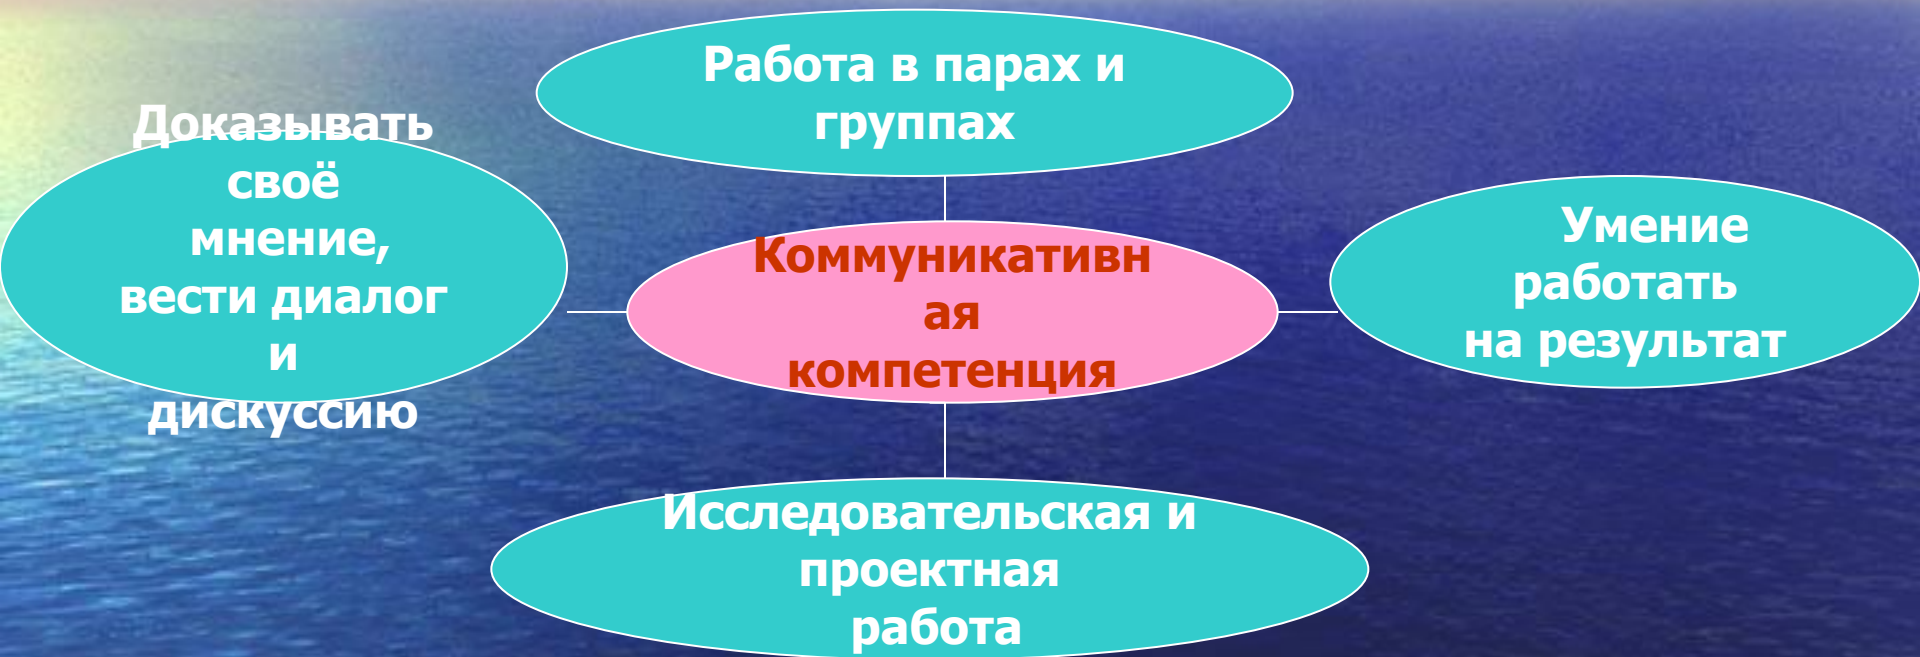 Работа в парах и
группах
Доказывать
своё
мнение,
вести диалог
и
дискуссию
Коммуникативн
ая
компетенция
Умение
работать
на результат
Исследовательская и
проектная
работа